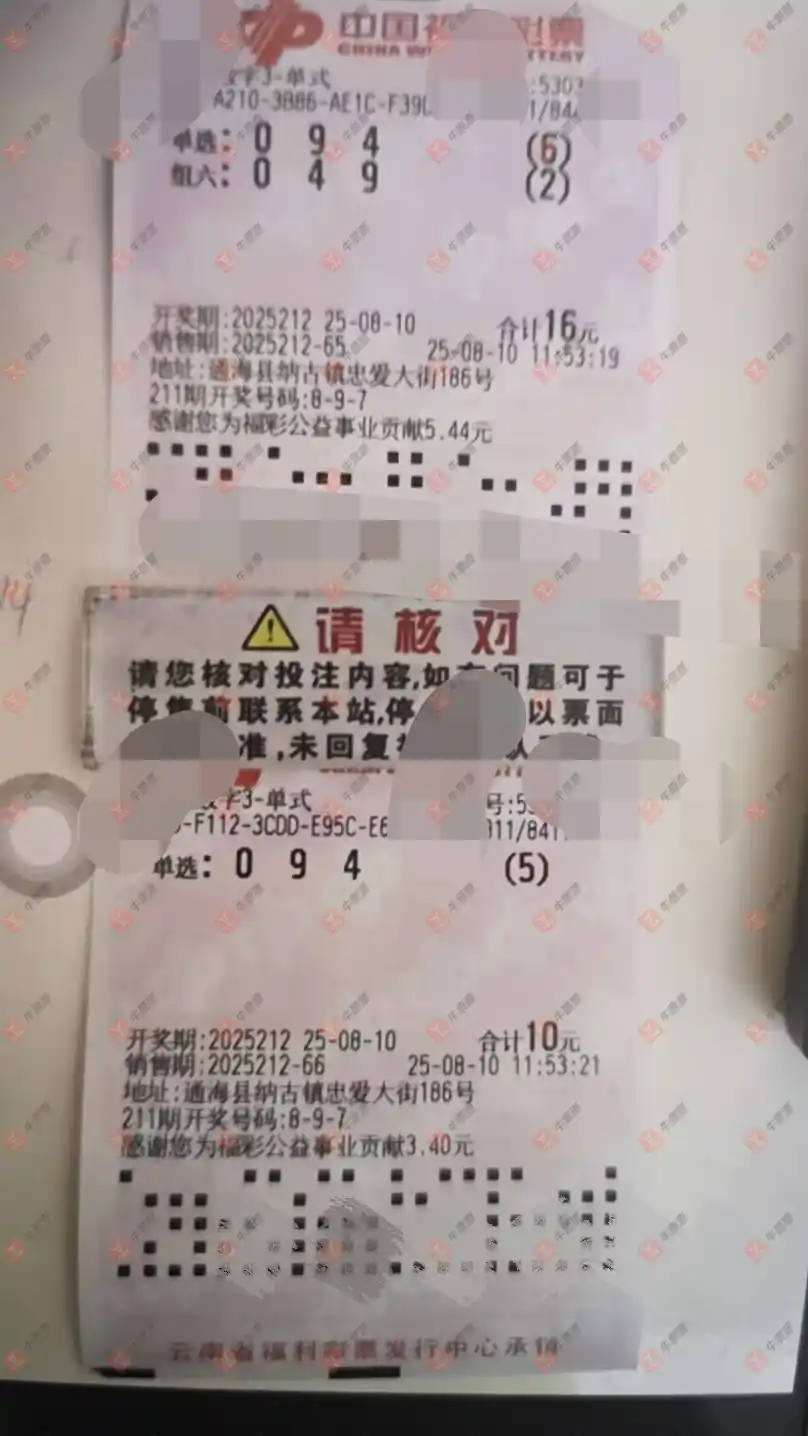 中国福 彩票
CHINA W TTERY
字3-单式 :530
A210-3B86-AE1C-F39 1/84
单选: 0 9 4 (6)
组六: 0 4 9 (2)
开奖期:2025212 25-08-10 合计16元
销售期:2025212-65 25-08-10 11:53:19
地址:通海县纳古镇忠爱大街186号
211期开奖号码:8-9-7
感谢您为福彩公益事业贡献5.44元
请核对
请您核对投注内容,如 问题可于
停售前联系本站,停 以票面
准,未回复
字3-单式 号:5
-F112-3CDD-E95C-E6 011/841
单选: 0 9 4 (5)
开奖期:2025212 25-08-10 合计10元
销售期:2025212-66 25-08-10 11:53:21
地址:通海县纳古镇忠爱大街186号
211期开奖号码:8-9-7
感谢您为福彩公益事业贡献3.40元
云南省福利彩票发行中心承销